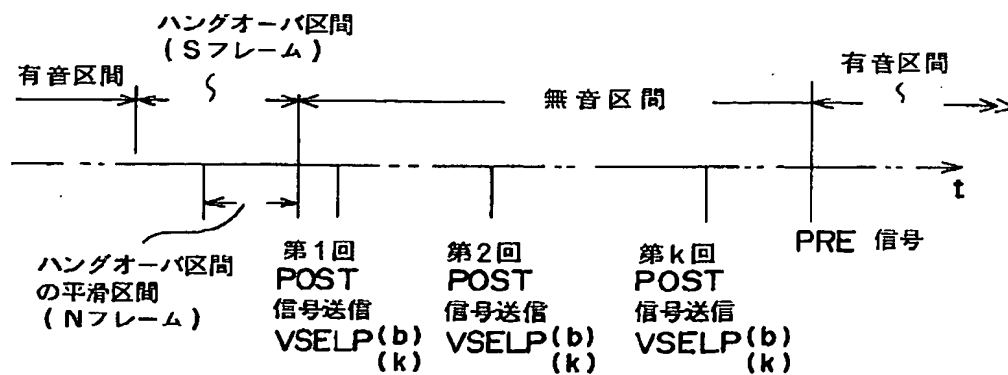 ハングオーバ区間
(Sフレーム)
有音区間
有音区間
無音区間
t
ハングオーバ区間
の平滑区間
(Nフレーム)
第1回
POST
信号送信
VSELP(b)
(k)
第2回
POST
信号送信
VSELP(b)
(k)
第k回
POST
信号送信
VSELP(b)
(k)
PRE 信号